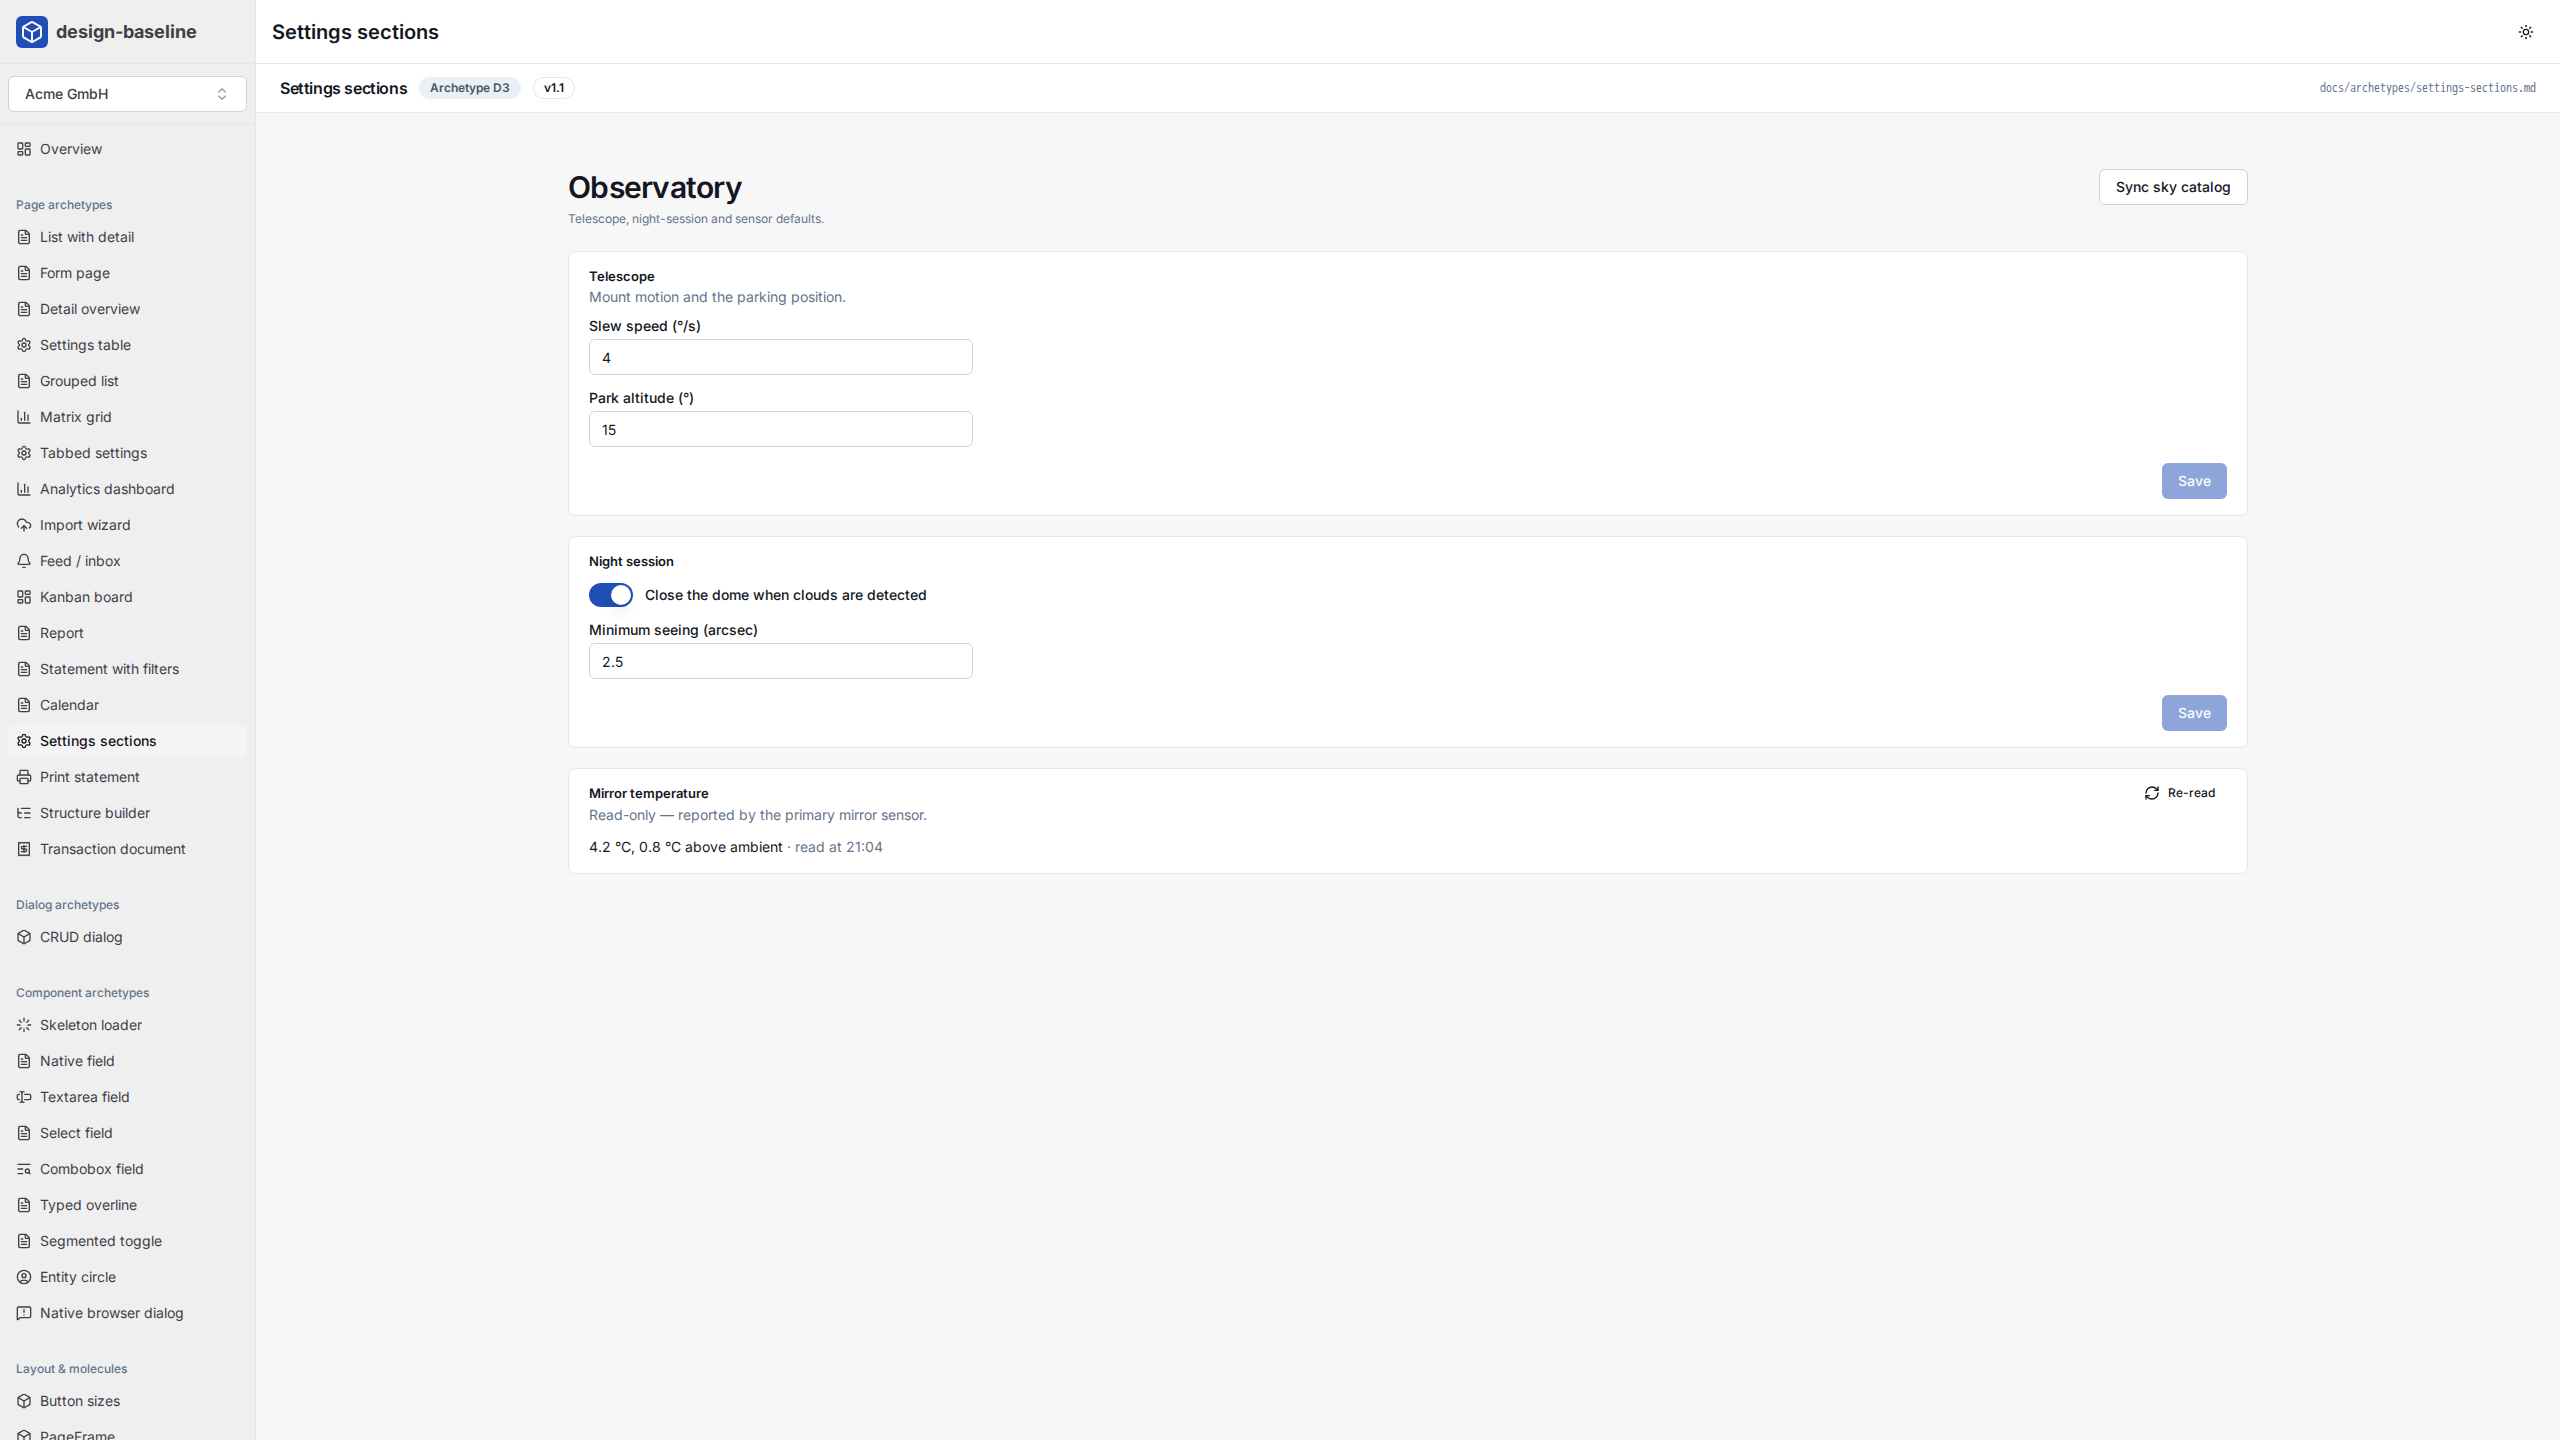 design-baseline
Acme GmbH
Overview
Page archetypes
List with detail
Form page
Detail overview
Settings table
Grouped list
Matrix grid
Tabbed settings
Analytics dashboard
Import wizard
Feed / inbox
Kanban board
Report
Statement with filters
Calendar
Settings sections
Print statement
Structure builder
Transaction document
Dialog archetypes
CRUD dialog
Component archetypes
Skeleton loader
Native field
Textarea field
Select field
Combobox field
Typed overline
Segmented toggle
Entity circle
Native browser dialog
Layout & molecules
Button sizes
PageFrame
Settings sections
Settings sections Archetype D3 v1.1 docs/archetypes/settings-sections.md
Observatory
Sync sky catalog
Telescope, night-session and sensor defaults.
Telescope
Mount motion and the parking position.
Slew speed (°/s)
4
Park altitude (°)
15
Save
Night session
Close the dome when clouds are detected
Minimum seeing (arcsec)
2.5
Save
Mirror temperature
Re-read
Read-only — reported by the primary mirror sensor.
4.2 °C, 0.8 °C above ambient · read at 21:04